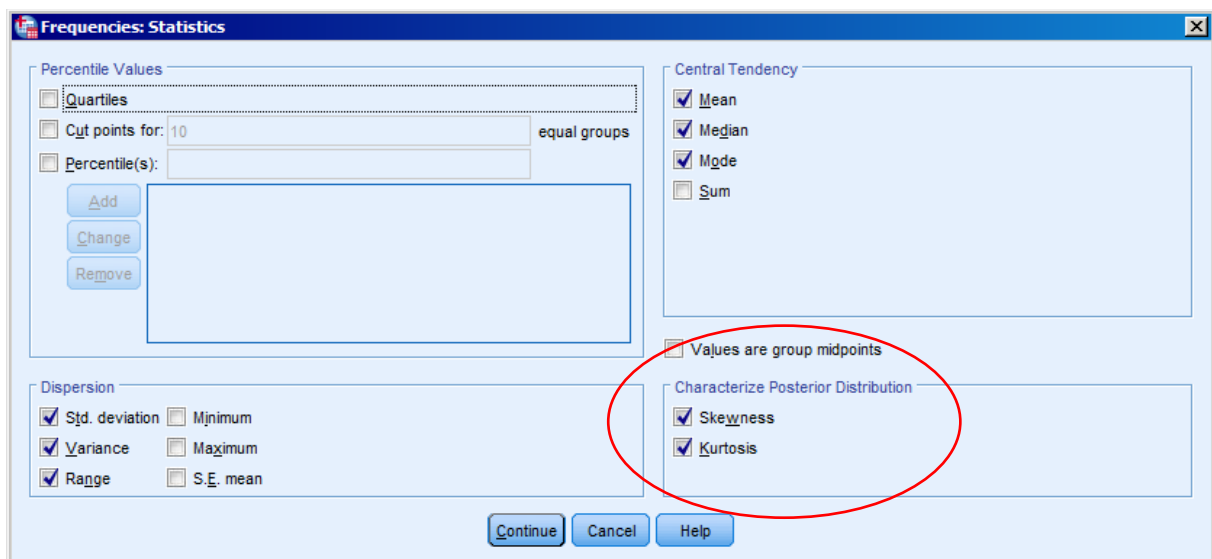 Frequencies: Statistics
Percentile Values
Quartiles
Cut points for: 10 equal groups
Percentile(s):
Add
Change
Remove
Central Tendency
Mean
Median
Mode
Sum
Values are group midpoints
Dispersion
Std. deviation Minimum
Variance Maximum
Range S.E. mean
Characterize Posterior Distribution
Skewness
Kurtosis
Continue Cancel Help